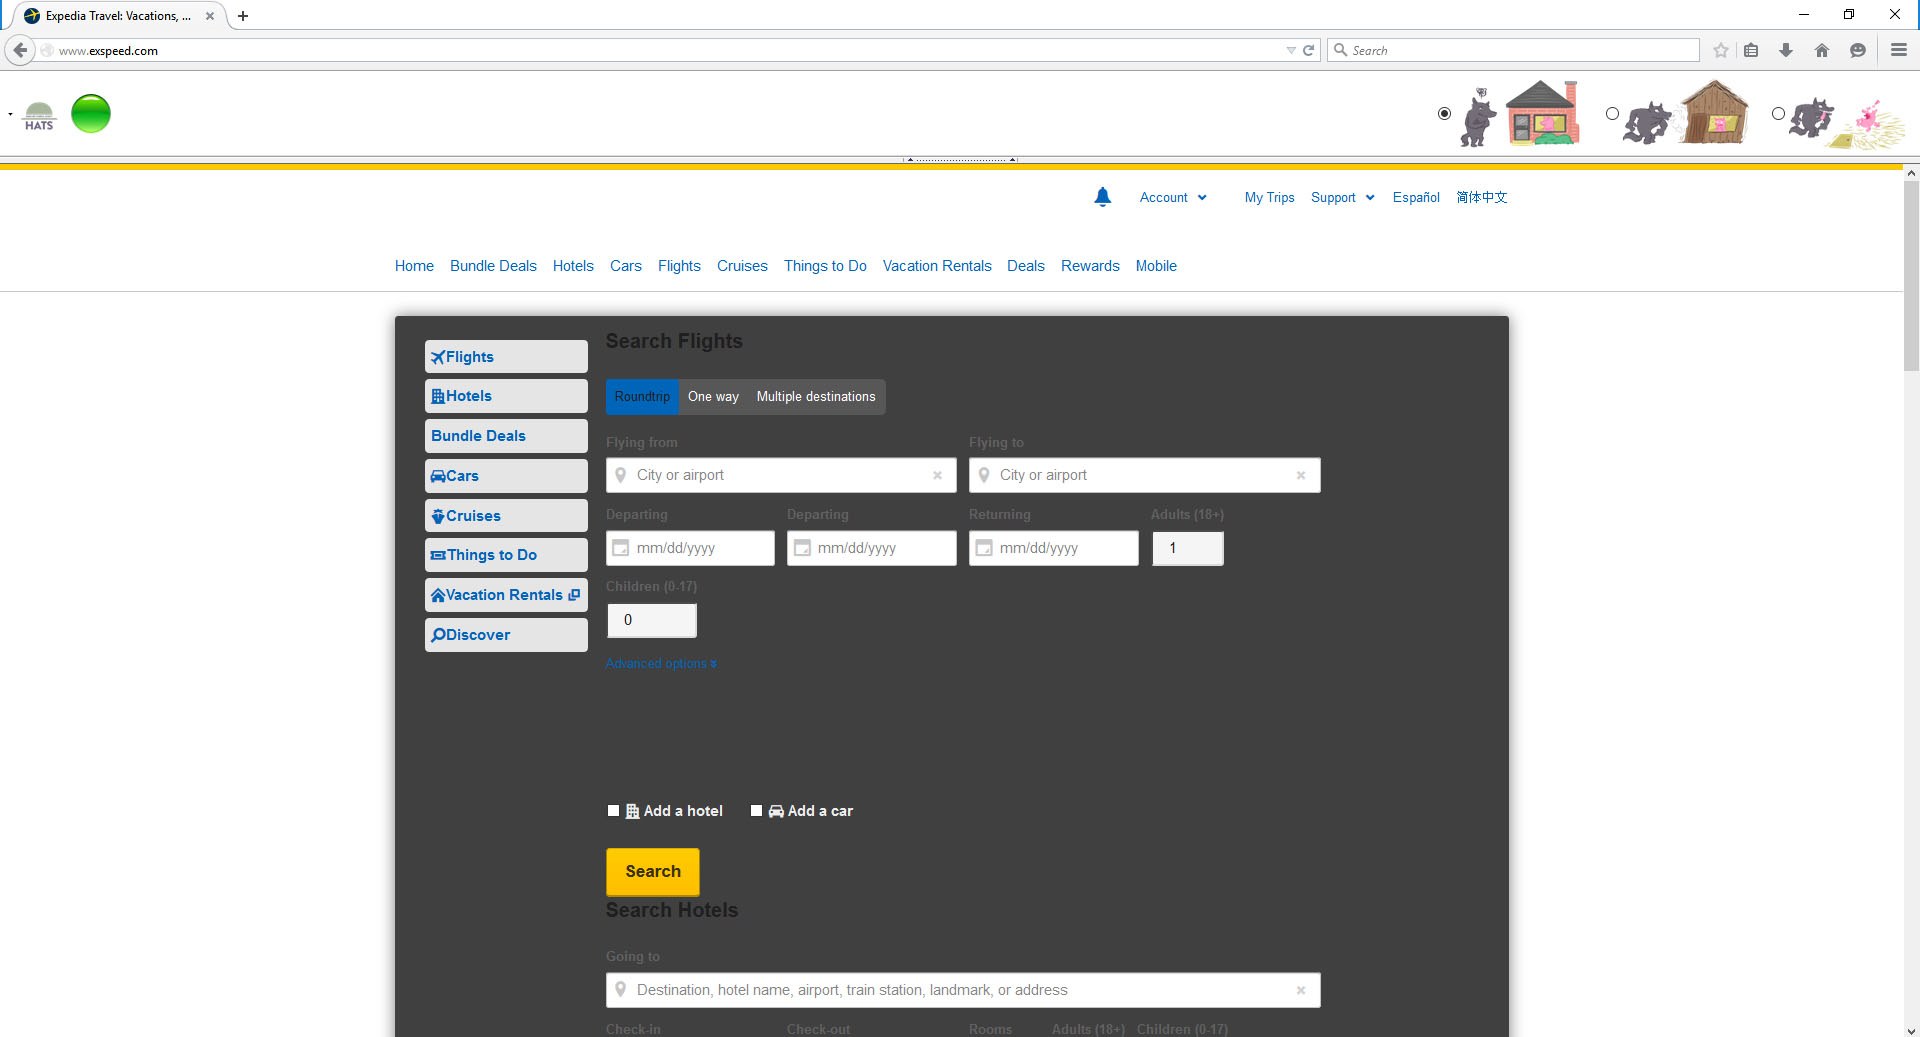 Expedia Travel: Vacations, ...
www.exspeed.com
Search
HATS
Account
My Trips
Support
Español
简体中文
Home
Bundle Deals
Hotels
Cars
Flights
Cruises
Things to Do
Vacation Rentals
Deals
Rewards
Mobile
Flights
Hotels
Bundle Deals
Cars
Cruises
Things to Do
Vacation Rentals
Discover
Search Flights
Roundtrip
One way
Multiple destinations
Flying from
Flying to
City or airport
City or airport
Departing
Departing
Returning
Adults (18+)
mm/dd/yyyy
mm/dd/yyyy
mm/dd/yyyy
1
Children (0-17)
0
Advanced options
Add a hotel
Add a car
Search
Search Hotels
Going to
Destination, hotel name, airport, train station, landmark, or address
Check-in
Check-out
Rooms
Adults (18+)
Children (0-17)